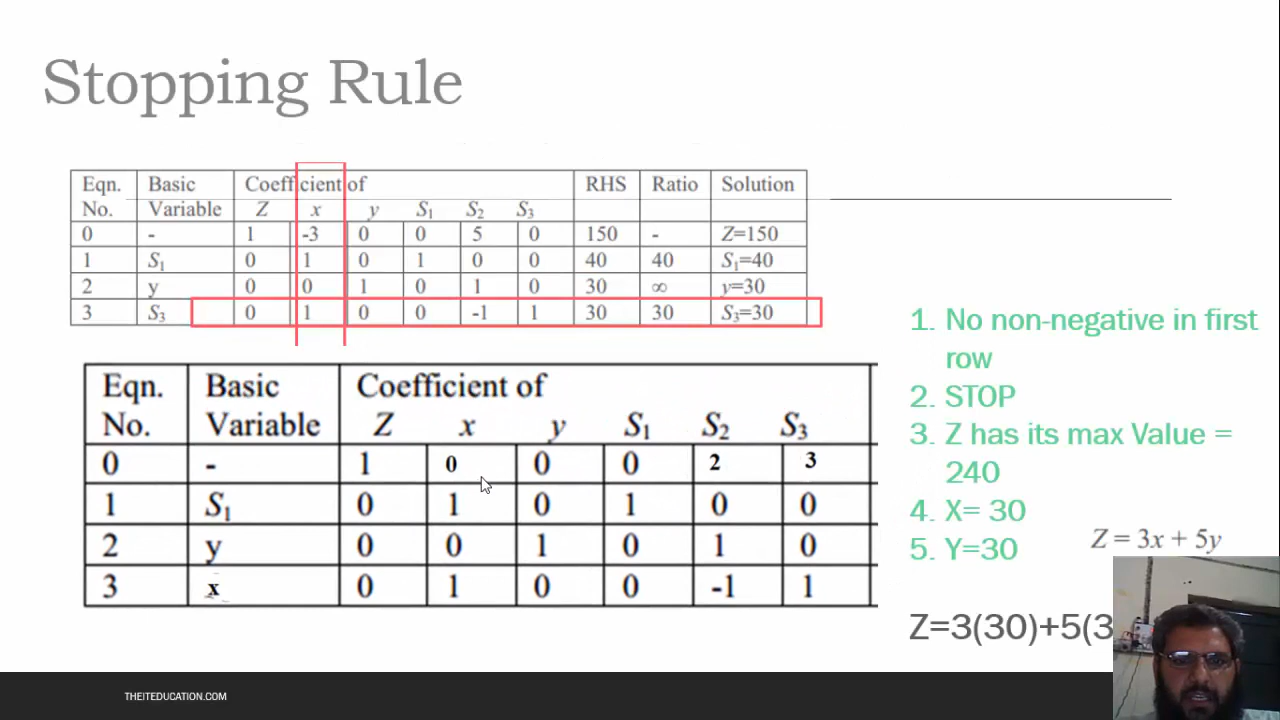 Stopping Rule
Eqn. Basic Coefficient of RHS Ratio Solution
No. Variable Z x y S1 S2 S3
0 - 1 -3 0 0 5 0 150 - Z=150
1 S1 0 1 0 1 0 0 40 40 S1=40
2 y 0 0 1 0 1 0 30 ∞ y=30
3 S3 0 1 0 0 -1 1 30 30 S3=30
Eqn. Basic Coefficient of
No. Variable Z x y S1 S2 S3
0 - 1 0 0 0 2 3
1 S1 0 1 0 1 0 0
2 y 0 0 1 0 1 0
3 x 0 1 0 0 -1 1
1. No non-negative in first
row
2. STOP
3. Z has its max Value =
240
4. X= 30
5. Y=30
Z = 3x + 5y
Z=3(30)+5(3
THEITEDUCATION.COM